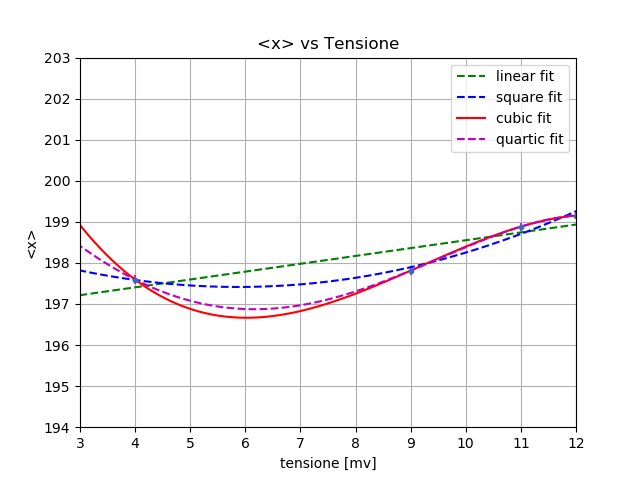 <x> vs Tensione
linear fit
square fit
cubic fit
quartic fit
203
202
201
200
199
198
197
196
195
194
<x>
3 4 5 6 7 8 9 10 11 12
tensione [mv]